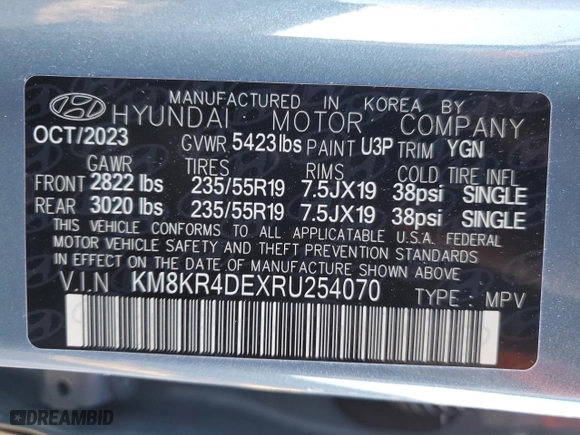 MANUFACTURED IN KOREA BY
HYUNDAI MOTOR COMPANY
OCT/2023 GVWR 5423 lbs PAINT U3P TRIM YGN
GAWR TIRES RIMS COLD TIRE INFL
FRONT 2822 lbs 235/55R19 7.5JX19 38psi SINGLE
REAR 3020 lbs 235/55R19 7.5JX19 38psi SINGLE
THIS VEHICLE CONFORMS TO ALL APPLICABLE U.S.A. FEDERAL
MOTOR VEHICLE SAFETY AND THEFT PREVENTION STANDARDS
IN EFFECT ON THE DATE OF MANUFACTURE SHOWN ABOVE.
V.I.N KM8KR4DEXRU254070 TYPE : MPV
DREAMBID